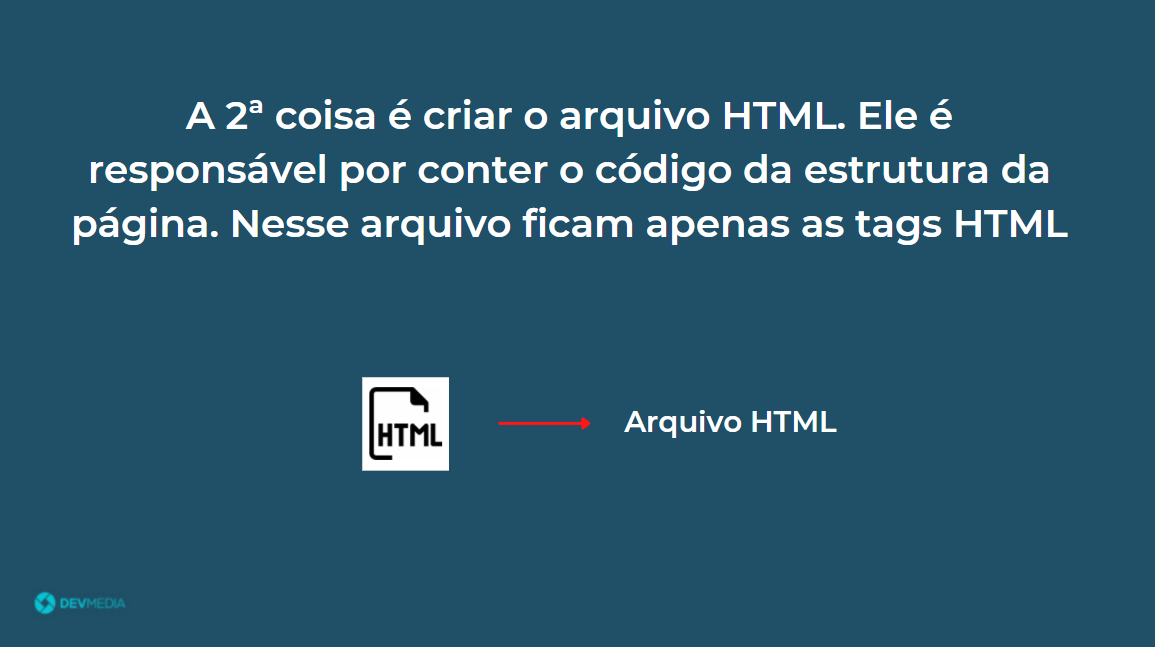 A 2ª coisa é criar o arquivo HTML. Ele é
responsável por conter o código da estrutura da
página. Nesse arquivo ficam apenas as tags HTML
HTML
Arquivo HTML
DEVMEDIA